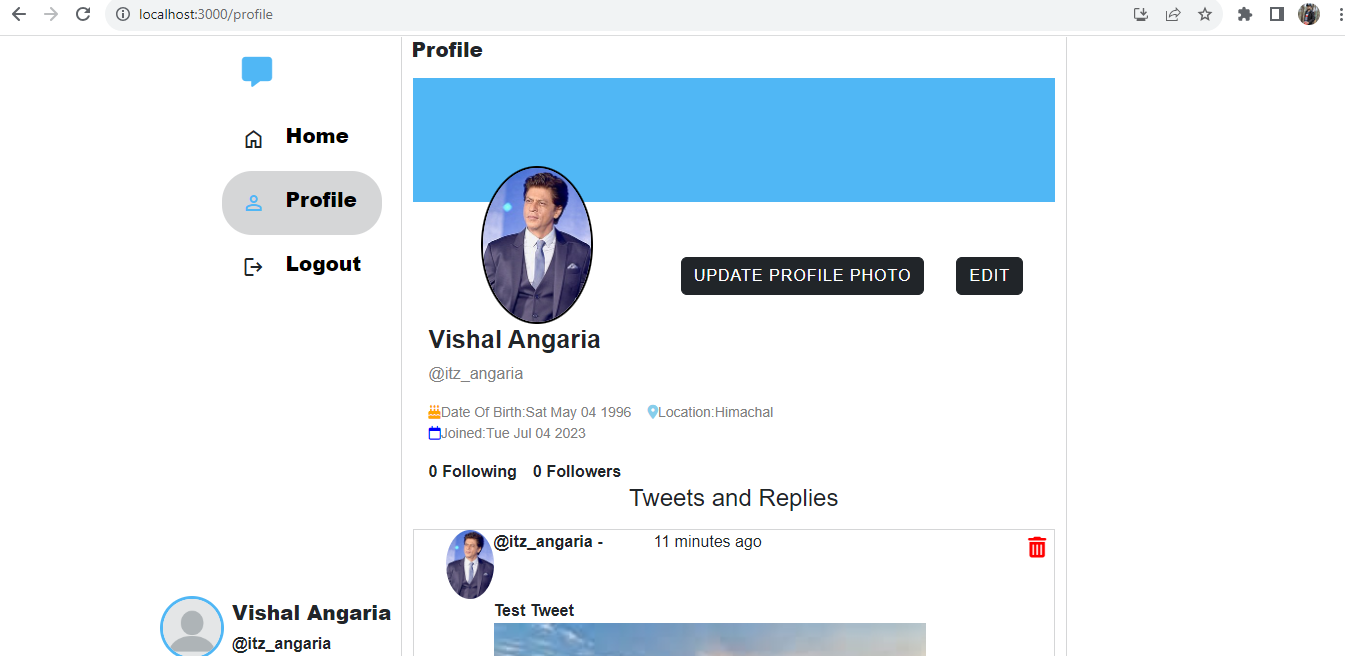 localhost:3000/profile
Profile
Home
Profile
Logout
UPDATE PROFILE PHOTO
EDIT
Vishal Angaria
@itz_angaria
Date Of Birth:Sat May 04 1996
Location:Himachal
Joined:Tue Jul 04 2023
0 Following
0 Followers
Tweets and Replies
@itz_angaria -
11 minutes ago
Test Tweet
Vishal Angaria
@itz_angaria